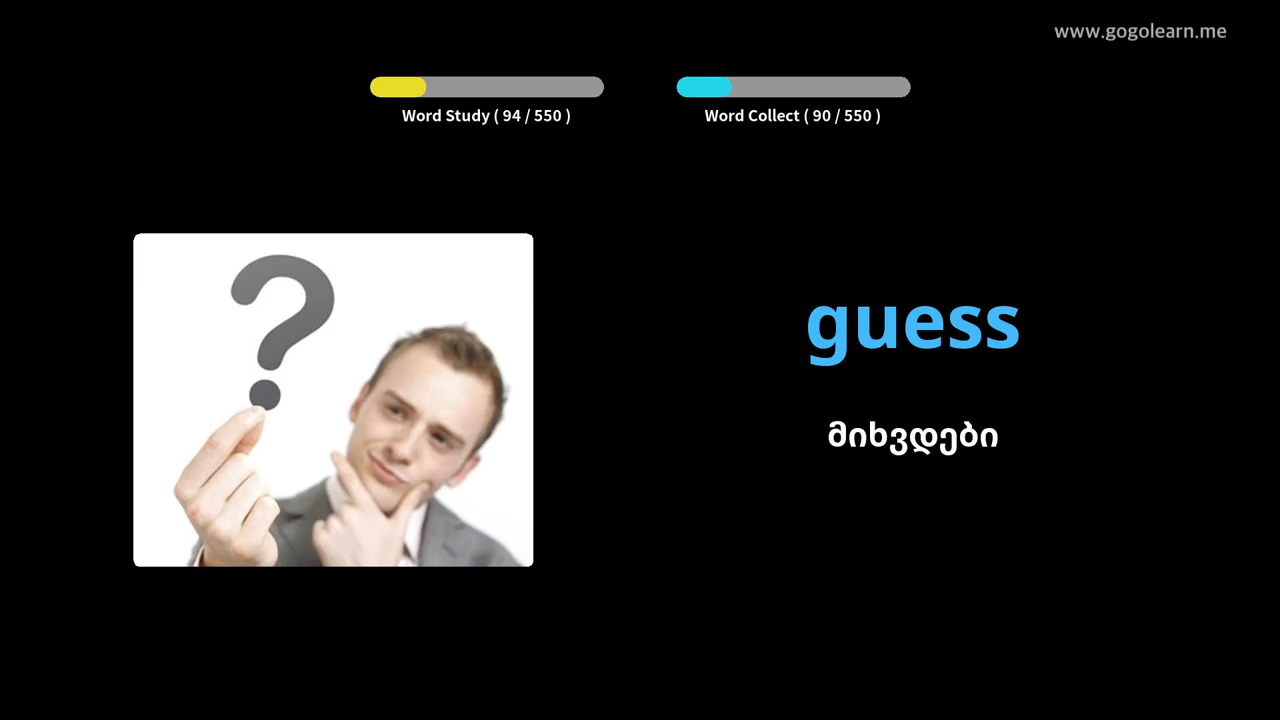 www.gogolearn.me
Word Study ( 94 / 550 )
Word Collect ( 90 / 550 )
?
guess
მიხვდები